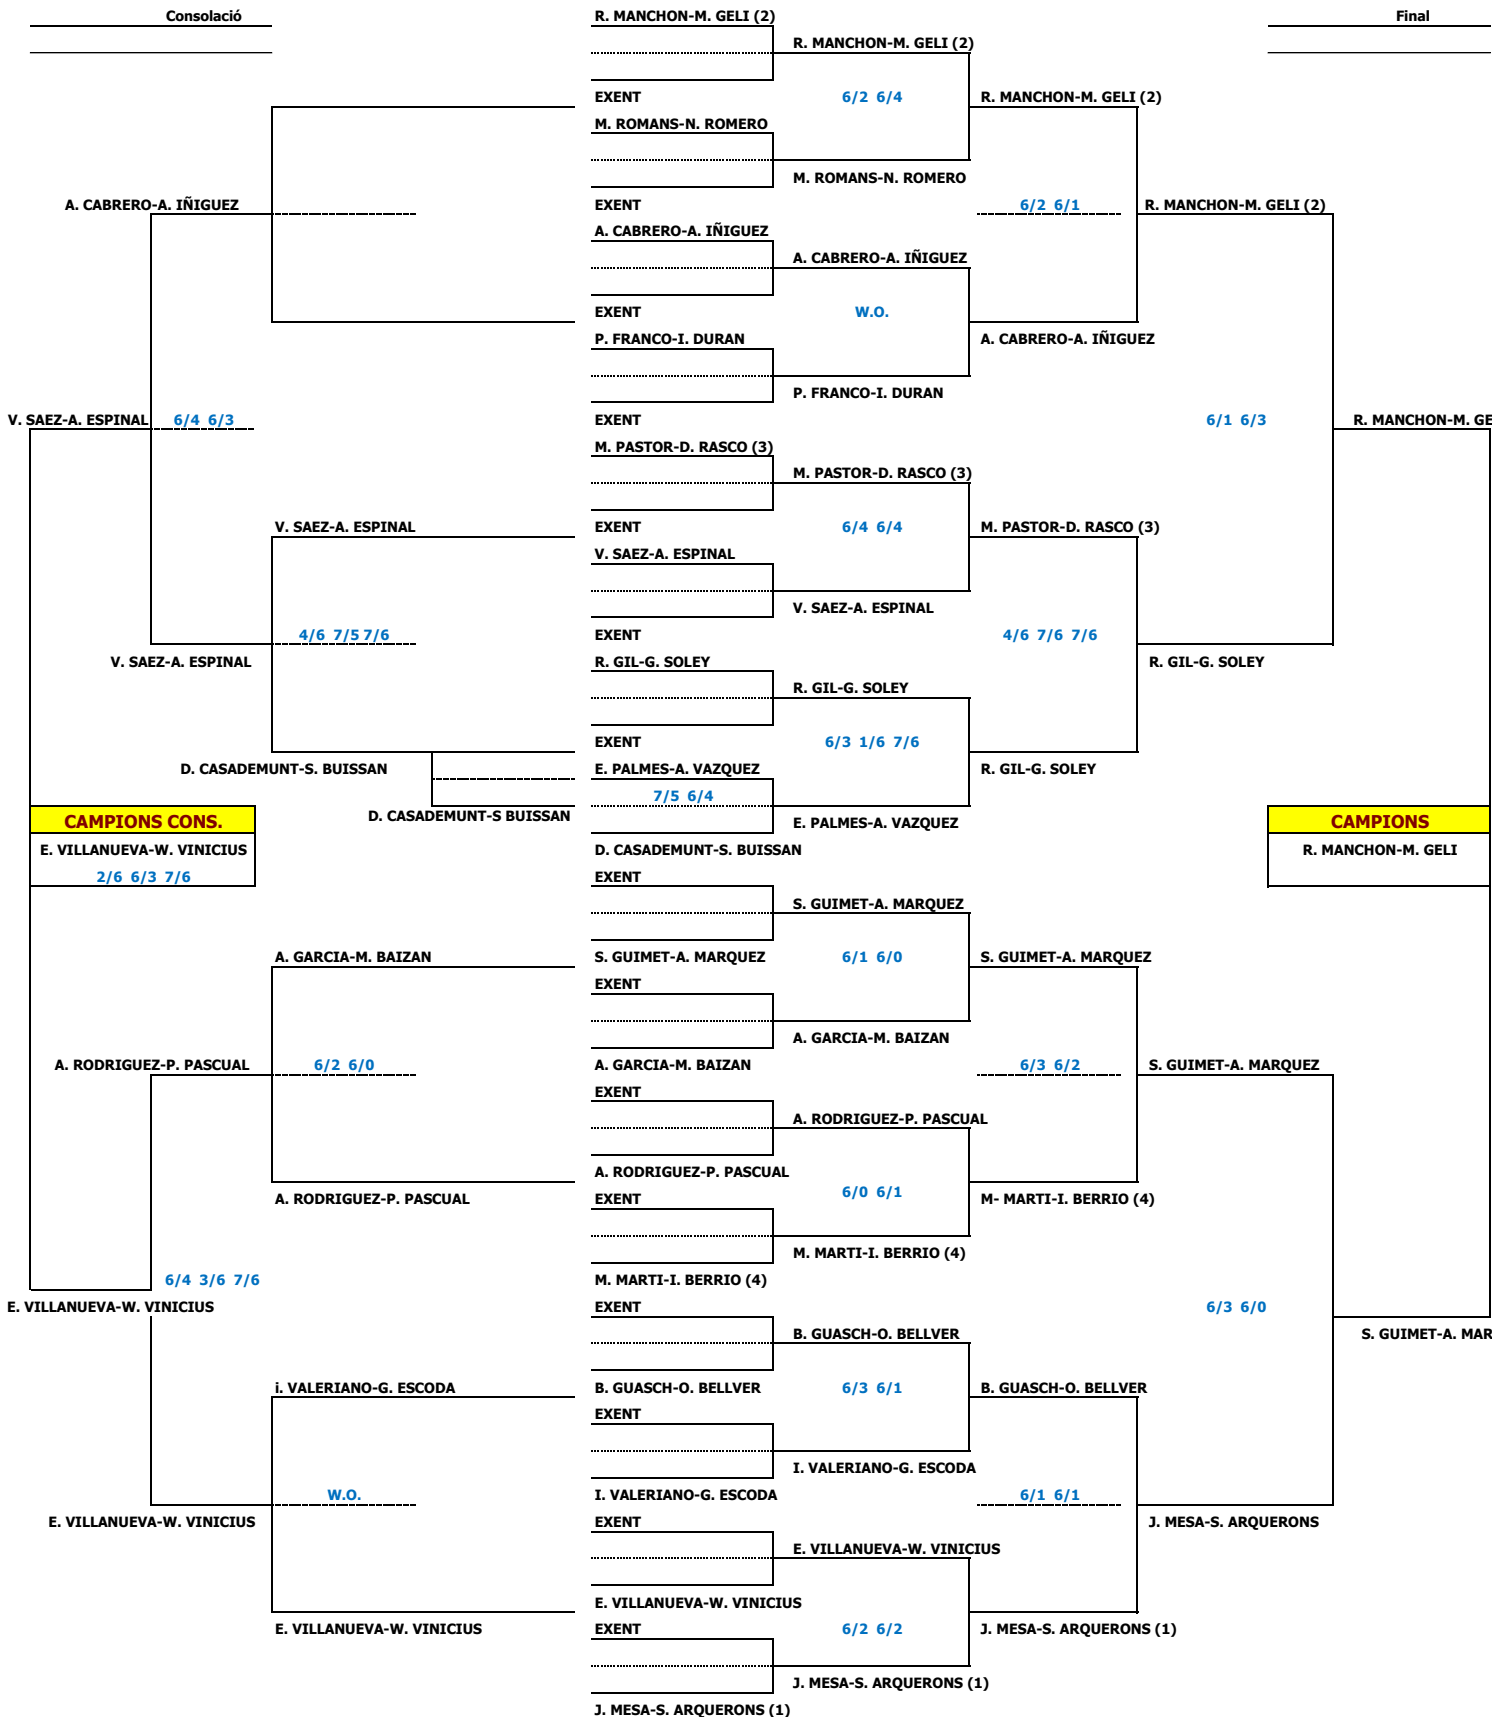 Consolació
R. MANCHON-M. GELI (2)
Final
R. MANCHON-M. GELI (2)
EXENT
6/2 6/4
R. MANCHON-M. GELI (2)
M. ROMANS-N. ROMERO
M. ROMANS-N. ROMERO
A. CABRERO-A. IÑIGUEZ
EXENT
6/2 6/1
R. MANCHON-M. GELI (2)
A. CABRERO-A. IÑIGUEZ
A. CABRERO-A. IÑIGUEZ
EXENT
W.O.
P. FRANCO-I. DURAN
A. CABRERO-A. IÑIGUEZ
P. FRANCO-I. DURAN
V. SAEZ-A. ESPINAL
6/4 6/3
EXENT
6/1 6/3
R. MANCHON-M. GE
M. PASTOR-D. RASCO (3)
M. PASTOR-D. RASCO (3)
V. SAEZ-A. ESPINAL
EXENT
6/4 6/4
M. PASTOR-D. RASCO (3)
V. SAEZ-A. ESPINAL
V. SAEZ-A. ESPINAL
4/6 7/5 7/6
EXENT
4/6 7/6 7/6
V. SAEZ-A. ESPINAL
R. GIL-G. SOLEY
R. GIL-G. SOLEY
R. GIL-G. SOLEY
EXENT
6/3 1/6 7/6
D. CASADEMUNT-S. BUISSAN
E. PALMES-A. VAZQUEZ
R. GIL-G. SOLEY
7/5 6/4
CAMPIONS CONS.
D. CASADEMUNT-S BUISSAN
E. PALMES-A. VAZQUEZ
CAMPIONS
E. VILLANUEVA-W. VINICIUS
D. CASADEMUNT-S. BUISSAN
R. MANCHON-M. GELI
2/6 6/3 7/6
EXENT
S. GUIMET-A. MARQUEZ
A. GARCIA-M. BAIZAN
S. GUIMET-A. MARQUEZ
6/1 6/0
S. GUIMET-A. MARQUEZ
EXENT
A. GARCIA-M. BAIZAN
A. RODRIGUEZ-P. PASCUAL
6/2 6/0
A. GARCIA-M. BAIZAN
6/3 6/2
S. GUIMET-A. MARQUEZ
EXENT
A. RODRIGUEZ-P. PASCUAL
A. RODRIGUEZ-P. PASCUAL
A. RODRIGUEZ-P. PASCUAL
EXENT
6/0 6/1
M- MARTI-I. BERRIO (4)
M. MARTI-I. BERRIO (4)
6/4 3/6 7/6
M. MARTI-I. BERRIO (4)
E. VILLANUEVA-W. VINICIUS
EXENT
6/3 6/0
B. GUASCH-O. BELLVER
S. GUIMET-A. MAR
i. VALERIANO-G. ESCODA
B. GUASCH-O. BELLVER
6/3 6/1
B. GUASCH-O. BELLVER
EXENT
I. VALERIANO-G. ESCODA
W.O.
I. VALERIANO-G. ESCODA
6/1 6/1
E. VILLANUEVA-W. VINICIUS
EXENT
J. MESA-S. ARQUERONS
E. VILLANUEVA-W. VINICIUS
E. VILLANUEVA-W. VINICIUS
E. VILLANUEVA-W. VINICIUS
EXENT
6/2 6/2
J. MESA-S. ARQUERONS (1)
J. MESA-S. ARQUERONS (1)
J. MESA-S. ARQUERONS (1)